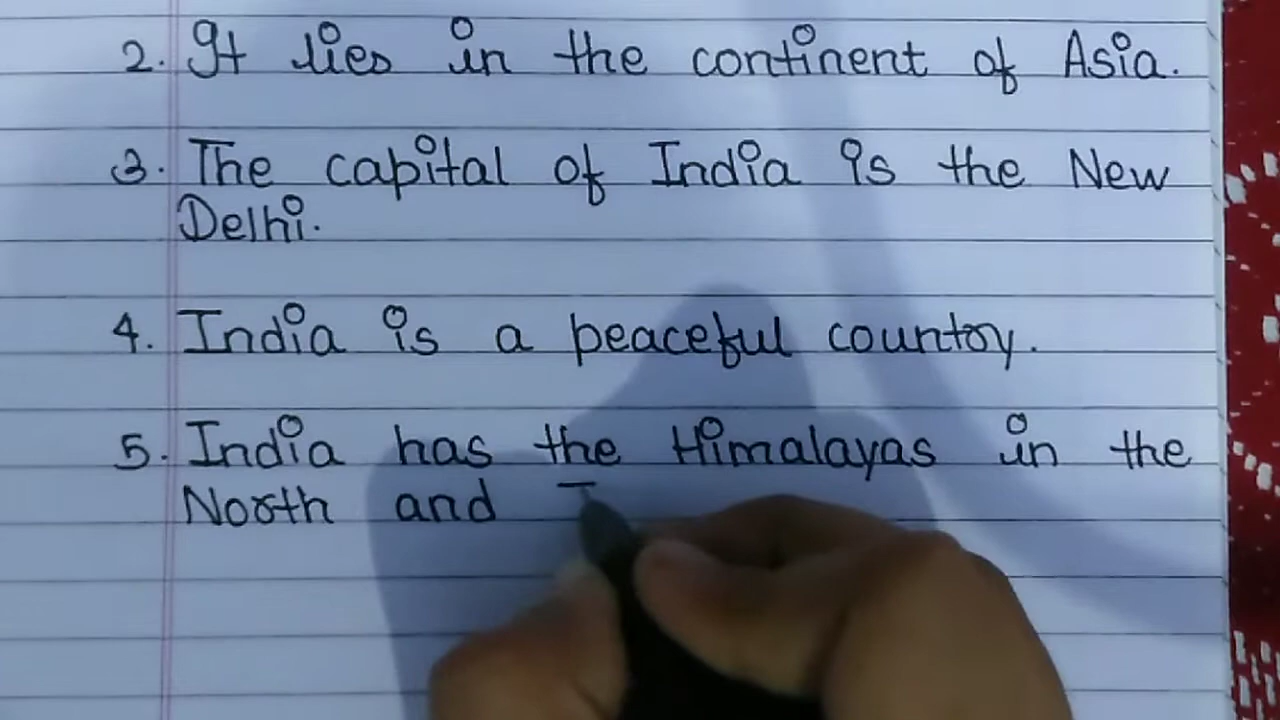 2. It lies in the continent of Asia.
3. The capital of India is the New
Delhi.
4. India is a peaceful country.
5. India has the Himalayas in the
North and